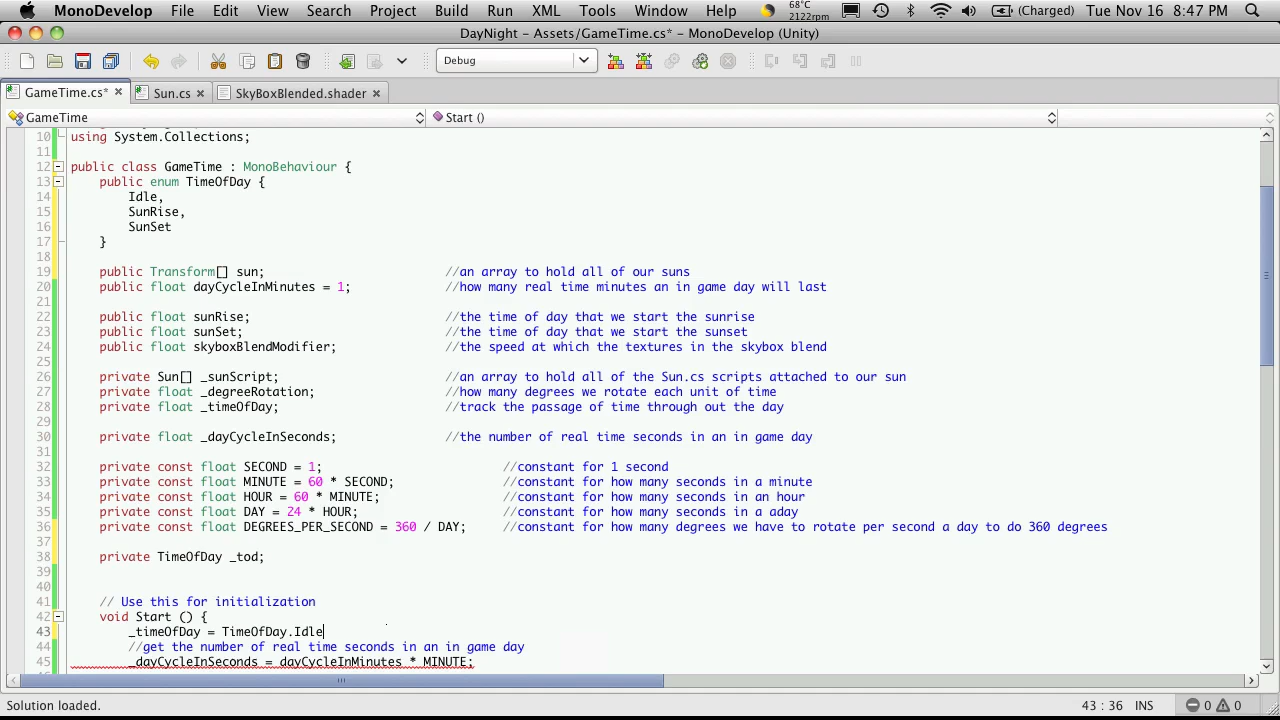 MonoDevelop File Edit View Search Project Build Run XML Tools Window Help 68°C 2122rpm (Charged) Tue Nov 16 8:47 PM
DayNight - Assets/GameTime.cs* - MonoDevelop (Unity)
Debug
GameTime.cs* Sun.cs SkyBoxBlended.shader
GameTime Start ()
10 using System.Collections;
11
12 public class GameTime : MonoBehaviour {
13 public enum TimeOfDay {
14 Idle,
15 SunRise,
16 SunSet
17 }
18
19 public Transform[] sun; //an array to hold all of our suns
20 public float dayCycleInMinutes = 1; //how many real time minutes an in game day will last
21
22 public float sunRise; //the time of day that we start the sunrise
23 public float sunSet; //the time of day that we start the sunset
24 public float skyboxBlendModifier; //the speed at which the textures in the skybox blend
25
26 private Sun[] _sunScript; //an array to hold all of the Sun.cs scripts attached to our sun
27 private float _degreeRotation; //how many degrees we rotate each unit of time
28 private float _timeOfDay; //track the passage of time through out the day
29
30 private float _dayCycleInSeconds; //the number of real time seconds in an in game day
31
32 private const float SECOND = 1; //constant for 1 second
33 private const float MINUTE = 60 * SECOND; //constant for how many seconds in a minute
34 private const float HOUR = 60 * MINUTE; //constant for how many seconds in an hour
35 private const float DAY = 24 * HOUR; //constant for how many seconds in a aday
36 private const float DEGREES_PER_SECOND = 360 / DAY; //constant for how many degrees we have to rotate per second a day to do 360 degrees
37
38 private TimeOfDay _tod;
39
40
41 // Use this for initialization
42 void Start () {
43 _timeOfDay = TimeOfDay.Idle
44 //get the number of real time seconds in an in game day
45 _dayCycleInSeconds = dayCycleInMinutes * MINUTE;
Solution loaded. 43 : 36 INS 0 0